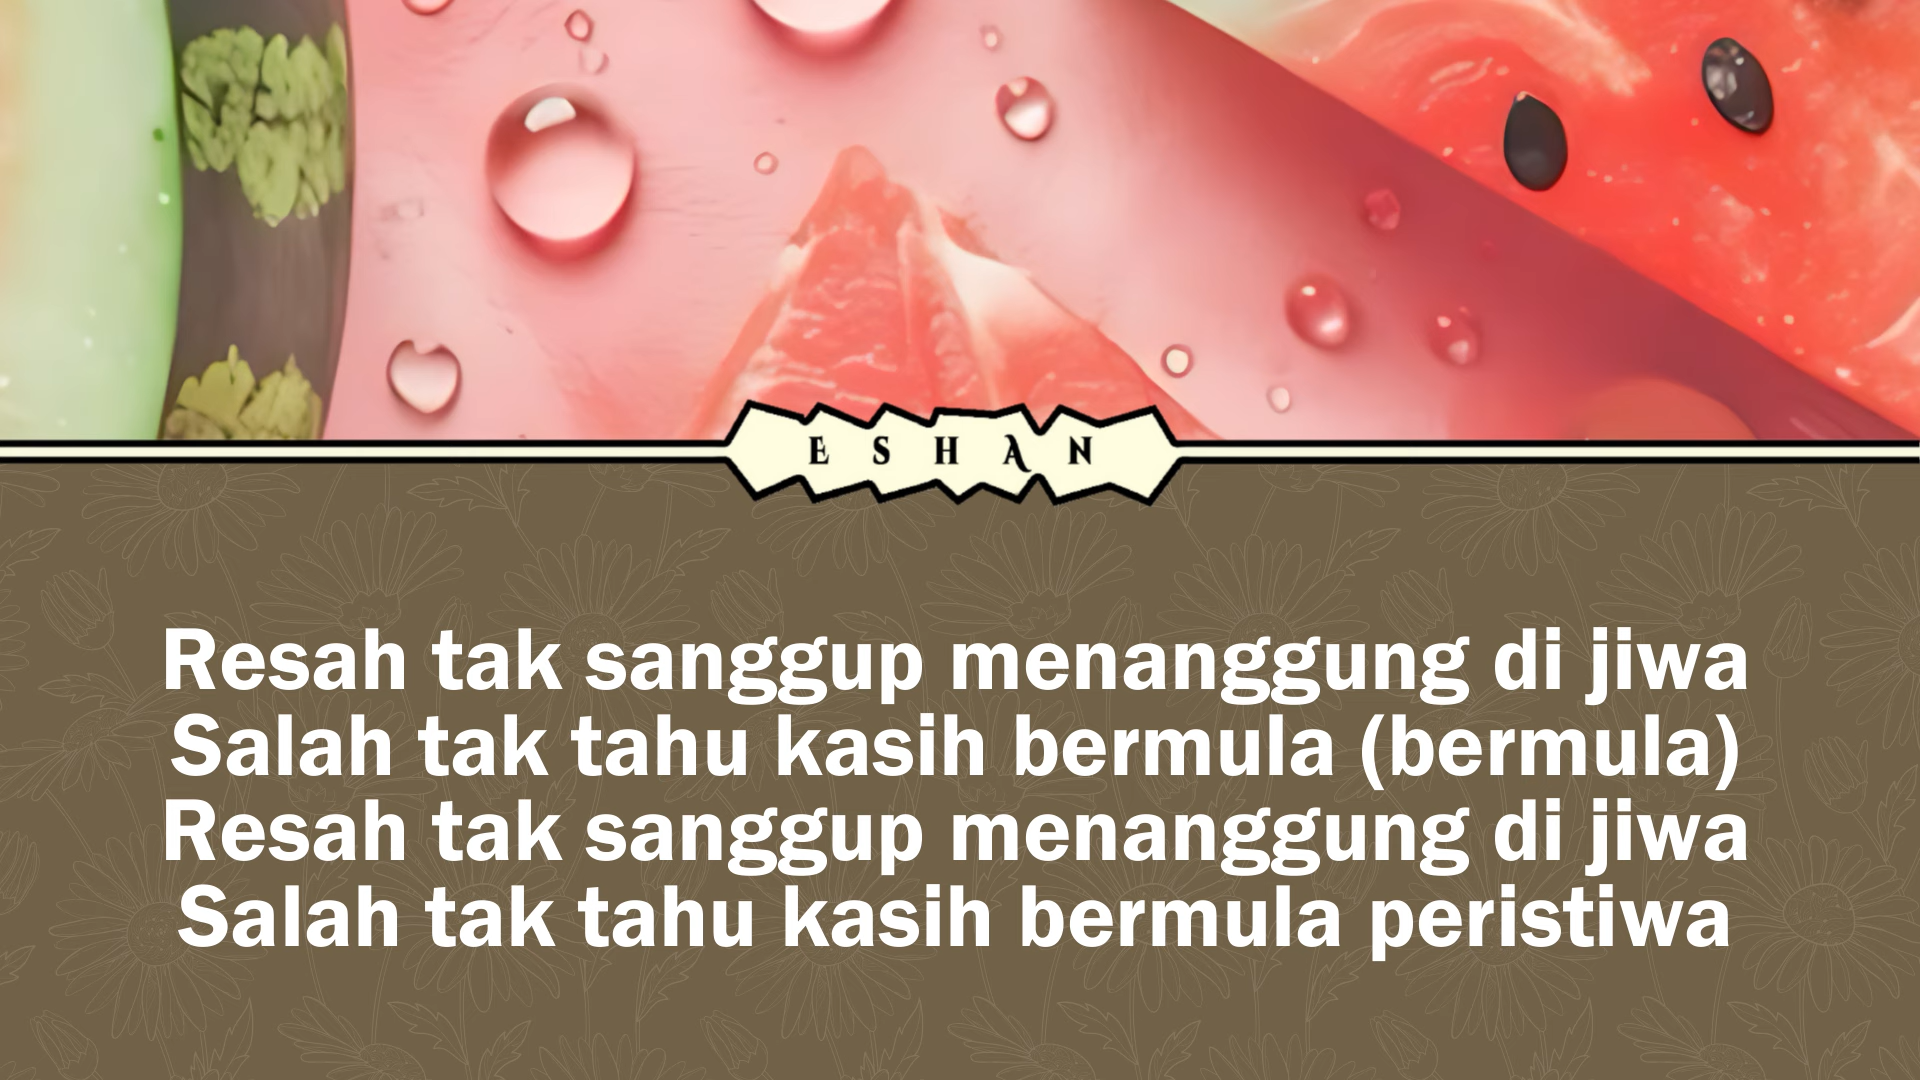 ESHAN
Resah tak sanggup menanggung di jiwa
Salah tak tahu kasih bermula (bermula)
Resah tak sanggup menanggung di jiwa
Salah tak tahu kasih bermula peristiwa